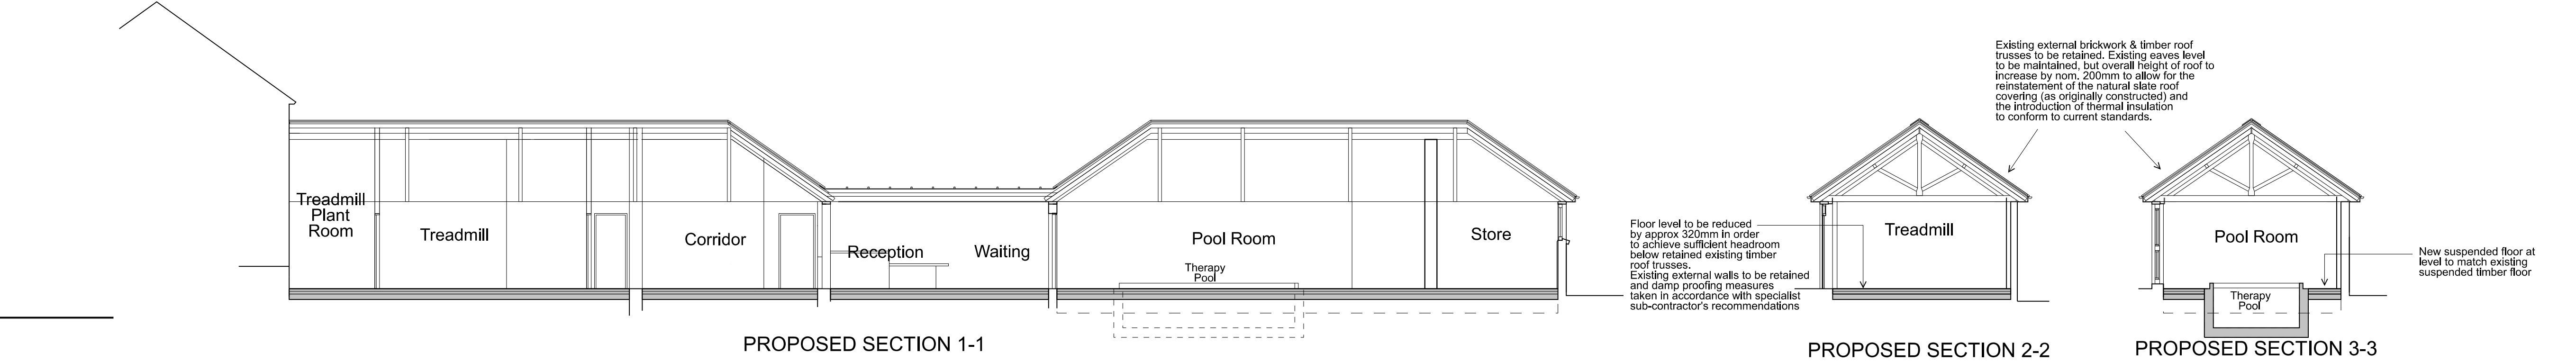 Treadmill
Plant
Room
Treadmill
Corridor
Reception
Waiting
Pool Room
Therapy
Pool
Store
PROPOSED SECTION 1-1
Floor level to be reduced
by approx 320mm in order
to achieve sufficient headroom
below retained existing timber
roof trusses.
Existing external walls to be retained
and damp proofing measures
taken in accordance with specialist
sub-contractor's recommendations
Treadmill
PROPOSED SECTION 2-2
Existing external brickwork & timber roof
trusses to be retained. Existing eaves level
to be maintained, but overall height of roof to
increase by nom. 200mm to allow for the
reinstatement of the natural slate roof
covering (as originally constructed) and
the introduction of thermal insulation
to conform to current standards.
Pool Room
Therapy
Pool
New suspended floor at
level to match existing
suspended timber floor
PROPOSED SECTION 3-3